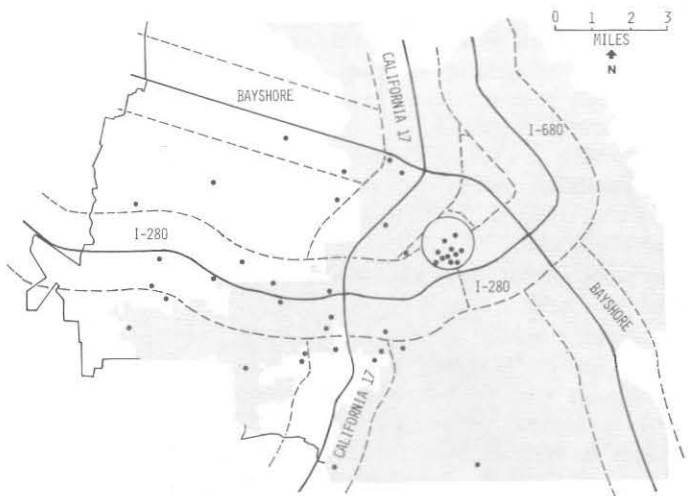 0 1 2 3
MILES
N
BAYSHORE
CALIFORNIA 17
I-680
I-280
I-280
BAYSHORE
CALIFORNIA 17